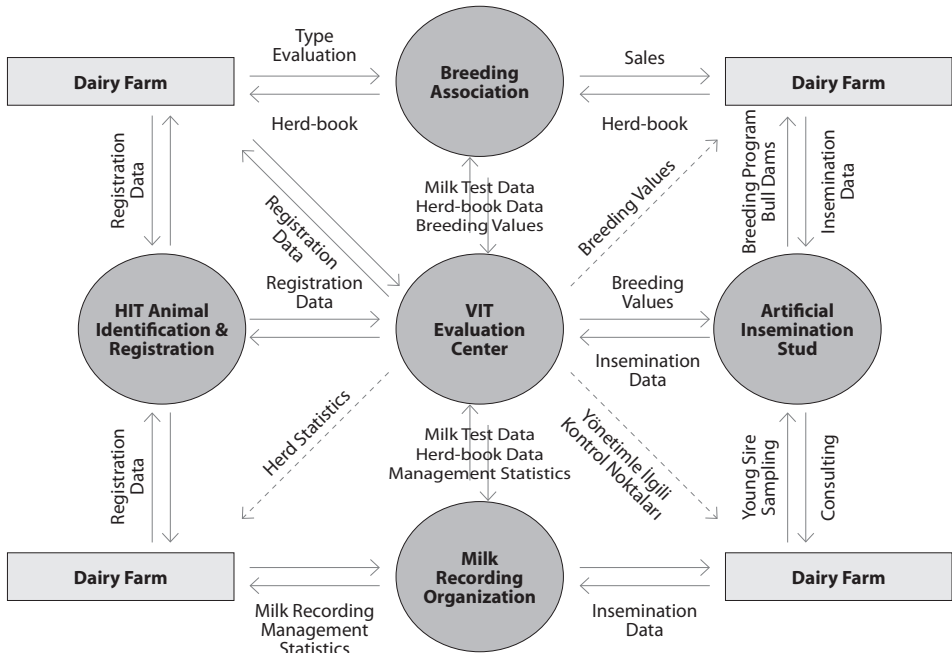 Type
Evaluation
Breeding
Association
Sales
Dairy Farm
Dairy Farm
Herd-book
Herd-book
Registration
Data
Registration
Data
Milk Test Data
Herd-book Data
Breeding Values
Breeding Values
Breeding Program
Bull Dams
Insemination
Data
HIT Animal
Identification &
Registration
Registration
Data
VIT
Evaluation
Center
Breeding
Values
Insemination
Data
Artificial
Insemination
Stud
Registration
Data
Herd Statistics
Milk Test Data
Herd-book Data
Management Statistics
Yönetimle İlgili
Kontrol Noktaları
Young Sire
Sampling
Consulting
Dairy Farm
Milk
Recording
Organization
Dairy Farm
Milk Recording
Management
Statistics
Insemination
Data